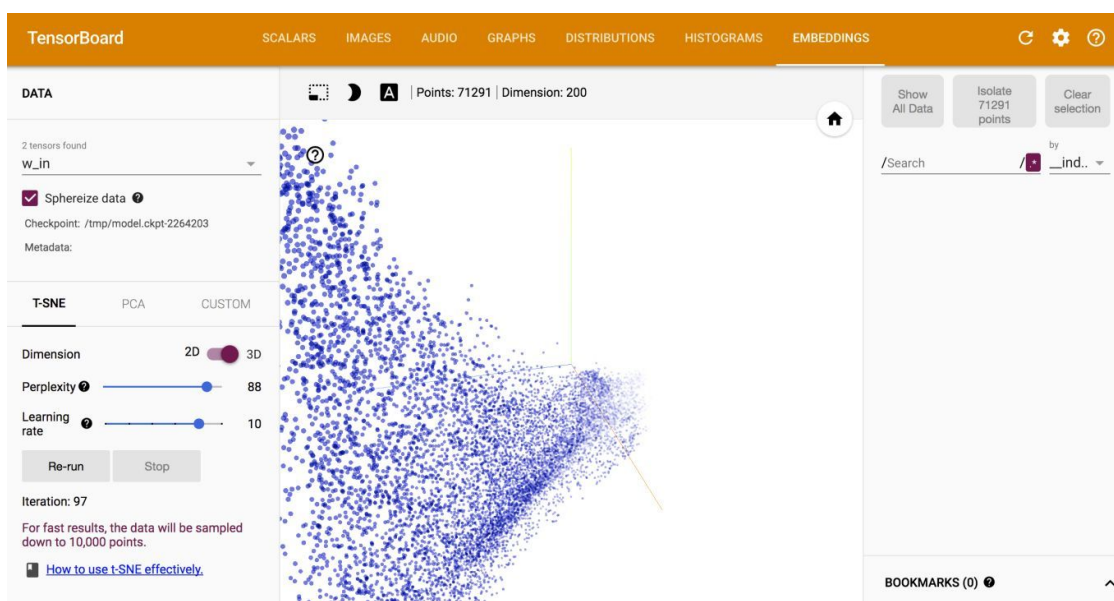 TensorBoard
SCALARS IMAGES AUDIO GRAPHS DISTRIBUTIONS HISTOGRAMS EMBEDDINGS
DATA
2 tensors found
w_in
Sphereize data
Checkpoint: /tmp/model.ckpt-2264203
Metadata:
T-SNE PCA CUSTOM
Dimension 2D 3D
Perplexity 88
Learning
rate 10
Re-run Stop
Iteration: 97
For fast results, the data will be sampled
down to 10,000 points.
How to use t-SNE effectively.
A | Points: 71291 | Dimension: 200
Show
All Data
Isolate
71291
points
Clear
selection
by
/Search /.* __ind..
BOOKMARKS (0)